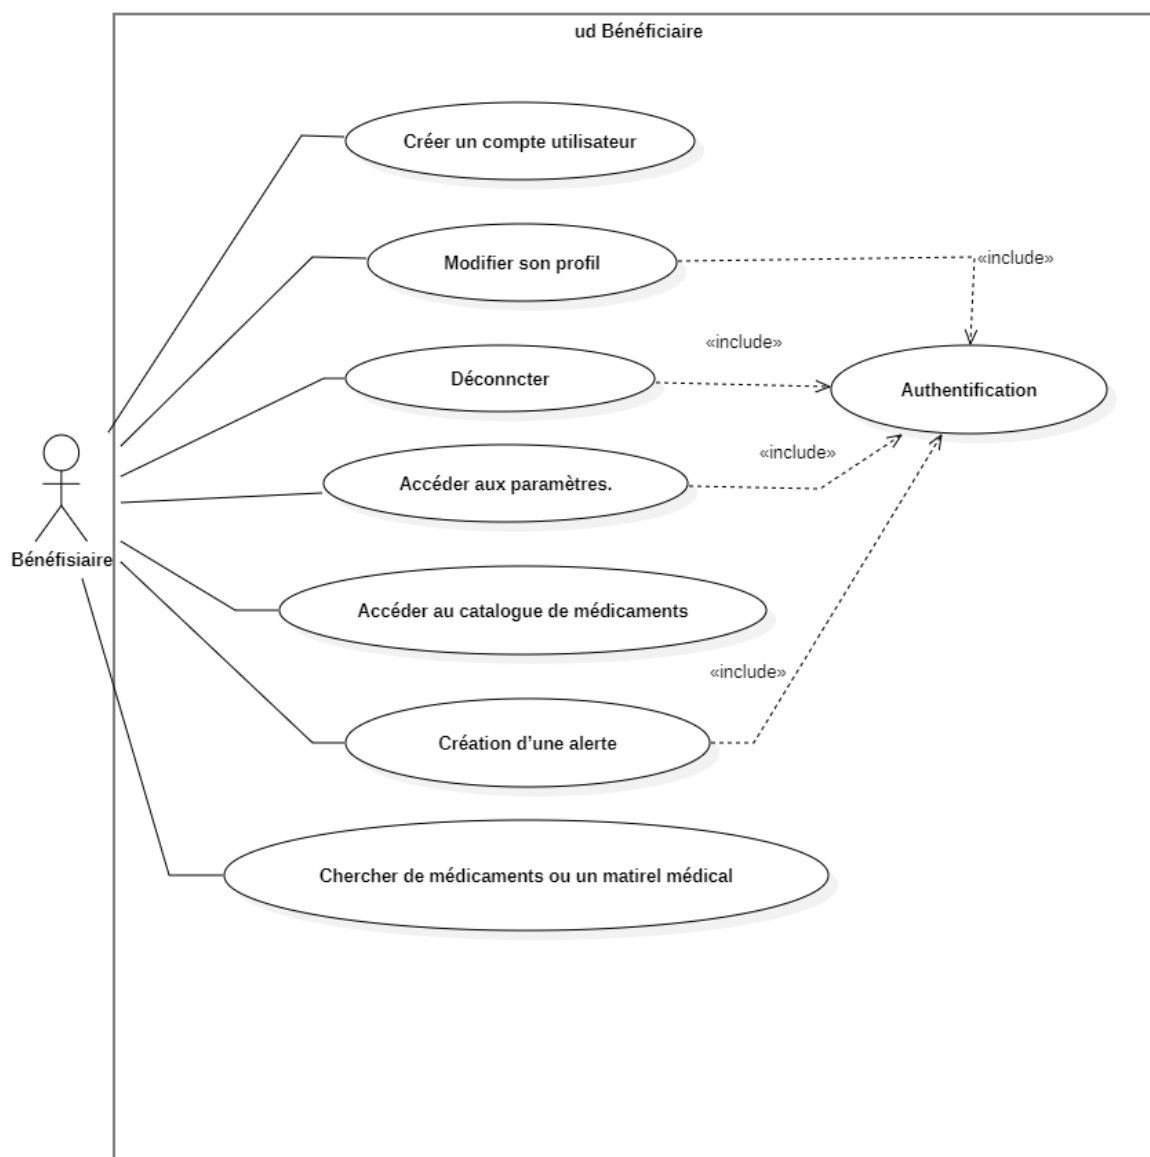 ud Bénéficiaire
Créer un compte utilisateur
Modifier son profil
«include»
«include»
Déconncter
Authentification
«include»
Accéder aux paramètres.
Bénéfisiaire
Accéder au catalogue de médicaments
«include»
Création d’une alerte
Chercher de médicaments ou un matirel médical